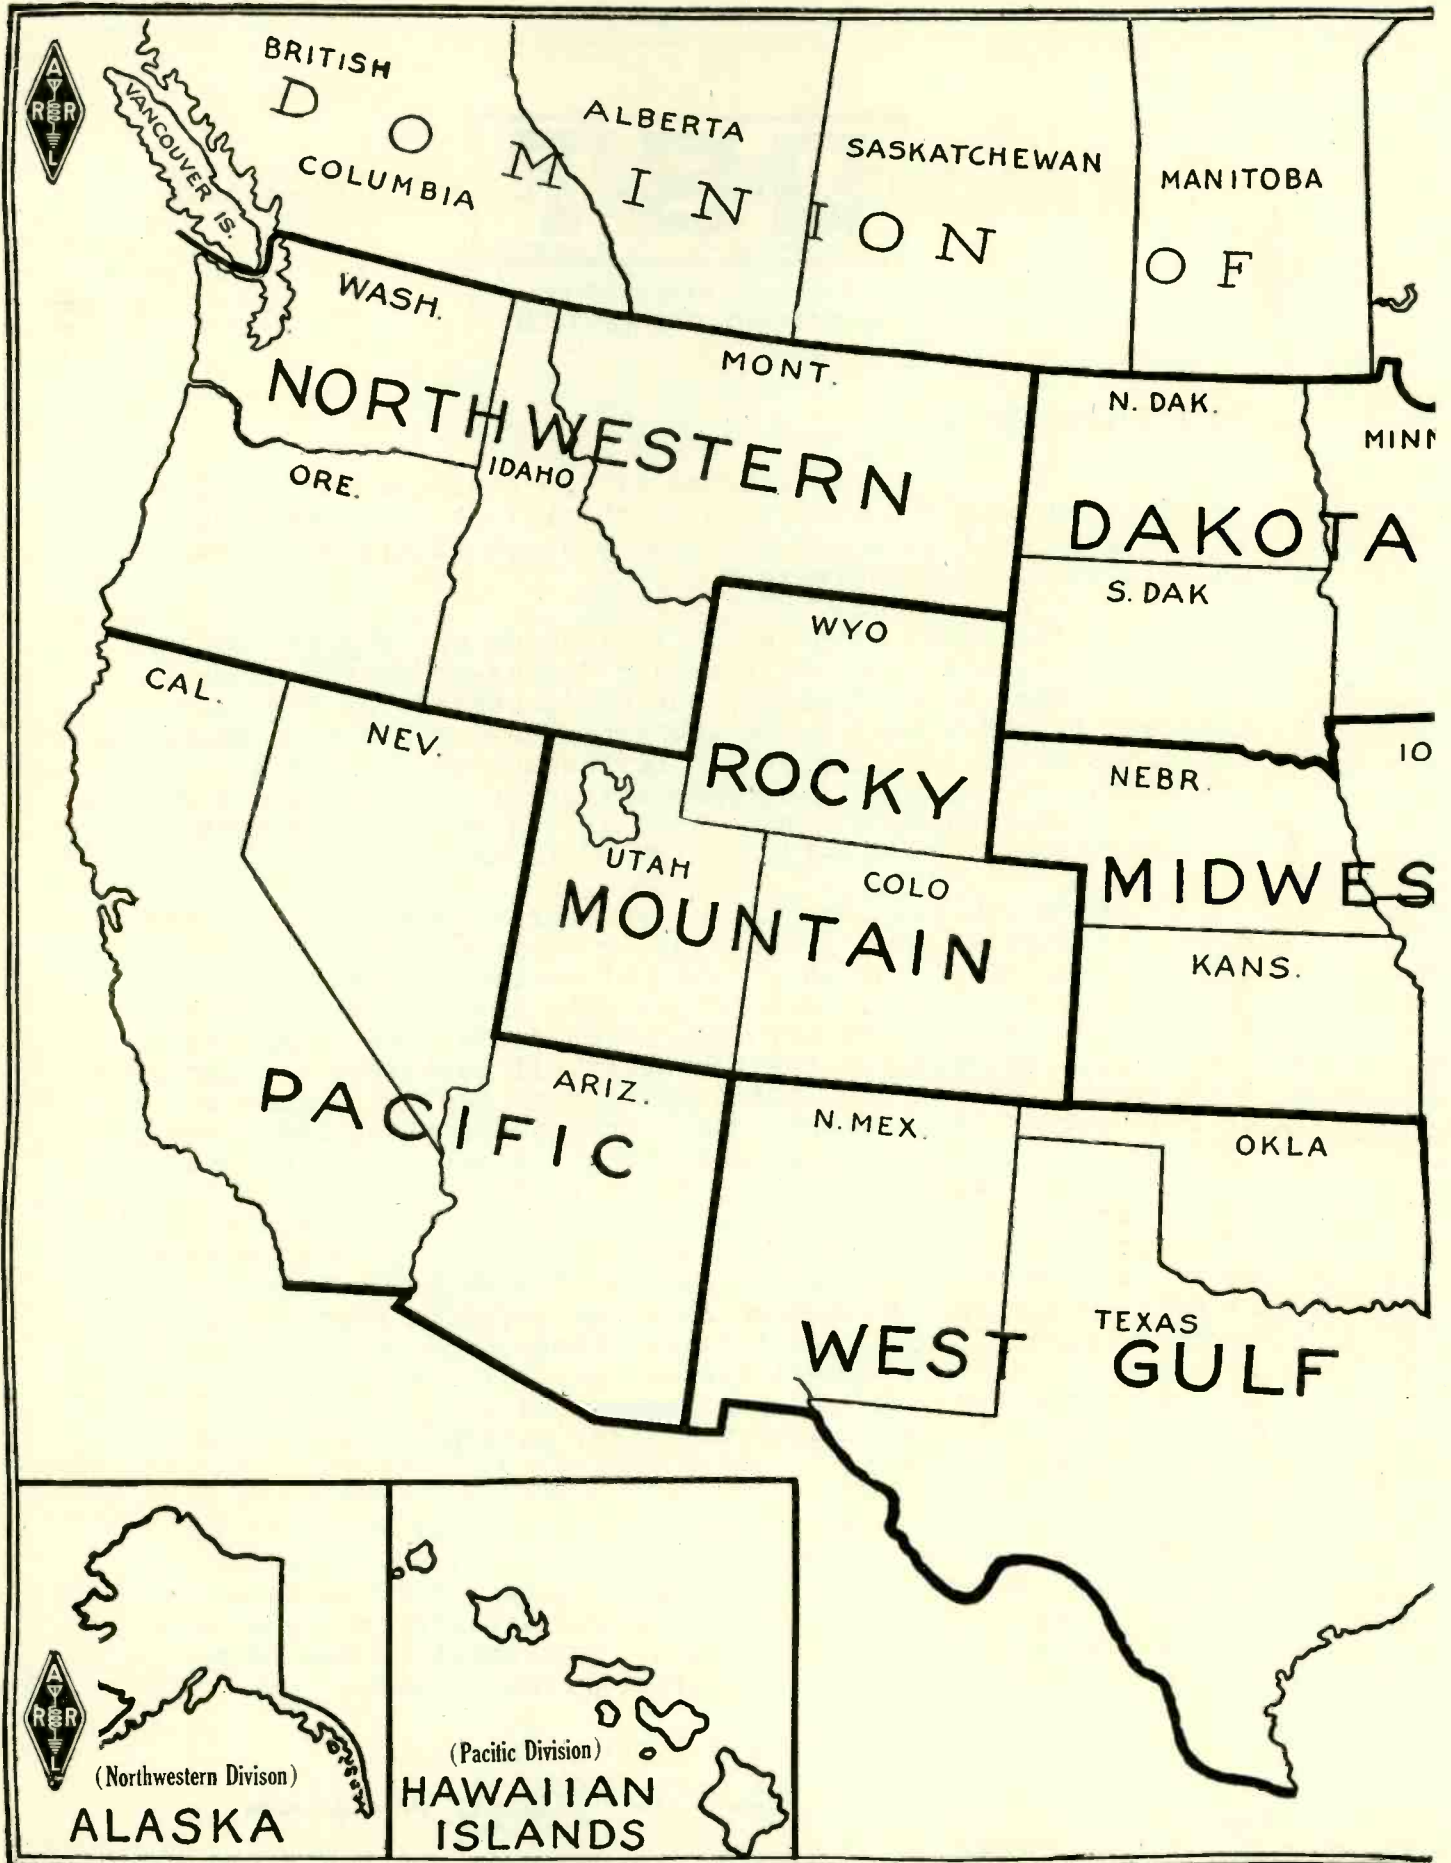 BRITISH
COLUMBIA
VANCOUVER IS.
ALBERTA
SASKATCHEWAN
MANITOBA
DOMINION OF
WASH.
MONT.
N. DAK.
MINN
NORTHWESTERN
IDAHO
ORE.
DAKOTA
S. DAK
WYO
CAL.
NEV.
ROCKY
NEBR.
IO
UTAH
COLO
MIDWES
MOUNTAIN
KANS.
PACIFIC
ARIZ.
N. MEX.
OKLA
TEXAS
WEST GULF
(Northwestern Divison)
ALASKA
(Pacific Division)
HAWAIIAN
ISLANDS
A
R R
L
A
R R
L